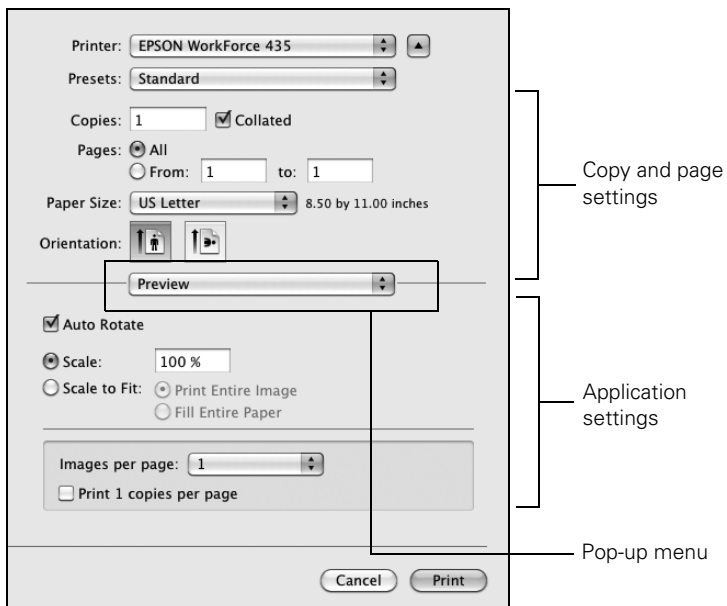 Printer: EPSON WorkForce 435
Presets: Standard
Copies: 1 Collated
Pages: All
From: 1 to: 1
Paper Size: US Letter 8.50 by 11.00 inches
Orientation:
Copy and page
settings
Preview
Auto Rotate
Scale: 100 %
Scale to Fit: Print Entire Image
Fill Entire Paper
Images per page: 1
Print 1 copies per page
Application
settings
Pop-up menu
Cancel Print